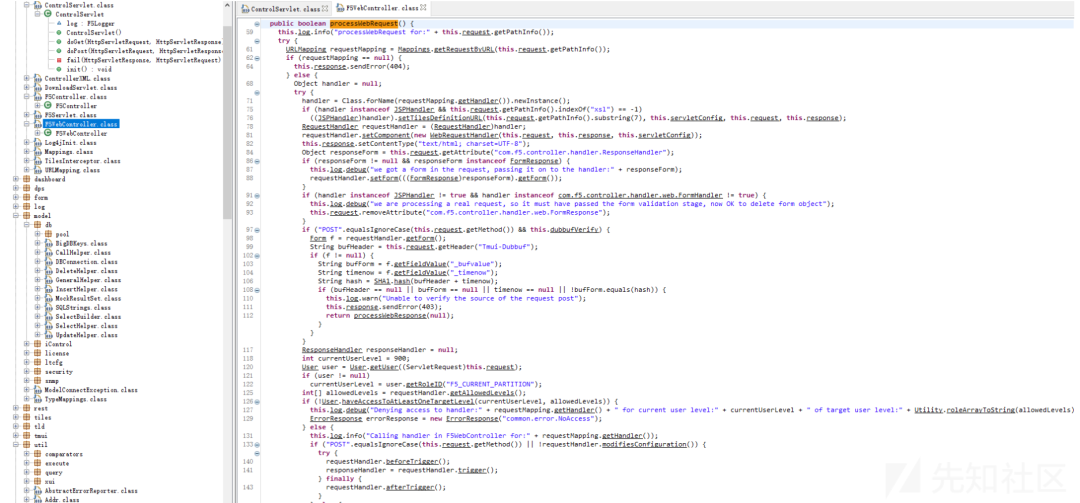 ControlServlet.class
ControlServlet
log : F5Logger
ControlServlet()
doGet(HttpServletRequest, HttpServletResponse
doPost(HttpServletRequest, HttpServletRespons
fail(HttpServletResponse, HttpServletRequest)
init() : void
ControllerXML.class
DownloadServlet.class
F5Controller.class
F5Controller
F5Servlet.class
F5WebController.class
F5WebController
Log4jInit.class
Mappings.class
TilesInterceptor.class
URLMapping.class
dashboard
dps
form
log
model
db
pool
BigDBKeys.class
CallHelper.class
DBConnection.class
DeleteHelper.class
GeneralHelper.class
InsertHelper.class
MockResultSet.class
SQLStrings.class
SelectBuilder.class
SelectHelper.class
UpdateHelper.class
iControl
license
ltcfg
security
snmp
ModelConnectException.class
TypeMappings.class
rest
tiles
tld
tmui
util
comparators
execute
query
xui
AbstractErrorReporter.class
Addr.class
ControlServlet.class F5WebController.class
public boolean processWebRequest() {
59 this.log.info("processWebRequest for:" + this.request.getPathInfo());
try {
61 URLMapping requestMapping = Mappings.getRequestByURL(this.request.getPathInfo());
62 if (requestMapping == null) {
64 this.response.sendError(404);
} else {
68 Object handler = null;
try {
71 handler = Class.forName(requestMapping.getHandler()).newInstance();
75 if (handler instanceof JSPHandler && this.request.getPathInfo().indexOf("xsl") == -1)
76 ((JSPHandler)handler).setTilesDefinitionURL(this.request.getPathInfo().substring(7), this.servletConfig, this.request, this.response);
78 RequestHandler requestHandler = (RequestHandler)handler;
81 requestHandler.setComponent(new WebRequestHandler(this.request, this.response, this.servletConfig));
82 this.response.setContentType("text/html; charset=UTF-8");
84 Object responseForm = this.request.getAttribute("com.f5.controller.handler.ResponseHandler");
86 if (responseForm != null && responseForm instanceof FormResponse) {
87 this.log.debug("we got a form in the request, passing it on to the handler:" + responseForm);
88 requestHandler.setForm(((FormResponse)responseForm).getForm());
}
91 if (handler instanceof JSPHandler != true && handler instanceof com.f5.controller.handler.web.FormHandler != true) {
92 this.log.debug("we are processing a real request, so it must have passed the form validation stage, now OK to delete form object");
93 this.request.removeAttribute("com.f5.controller.handler.web.FormResponse");
}
97 if ("POST".equalsIgnoreCase(this.request.getMethod()) && this.dubbufVerify) {
98 Form f = requestHandler.getForm();
100 String bufHeader = this.request.getHeader("Tmui-Dubbuf");
102 if (f != null) {
103 String bufForm = f.getFieldValue("_bufvalue");
104 String timenow = f.getFieldValue("_timenow");
106 String hash = SHA1.hash(bufHeader + timenow);
108 if (bufHeader == null || bufForm == null || timenow == null || !bufForm.equals(hash)) {
110 this.log.warn("Unable to verify the source of the request post");
111 this.response.sendError(403);
112 return processWebResponse(null);
}
}
}
117 ResponseHandler responseHandler = null;
118 int currentUserLevel = 900;
120 User user = User.getUser((ServletRequest)this.request);
121 if (user != null)
122 currentUserLevel = user.getRoleID("F5_CURRENT_PARTITION");
125 int[] allowedLevels = requestHandler.getAllowedLevels();
126 if (!User.haveAccessToAtLeastOneTargetLevel(currentUserLevel, allowedLevels)) {
127 this.log.debug("Denying access to handler:" + requestMapping.getHandler() + " for current user level:" + currentUserLevel + " of target user level:" + Utility.roleArrayToString(allowedLevels)
129 ErrorResponse errorResponse = new ErrorResponse("common.error.NoAccess");
} else {
131 this.log.info("Calling handler in F5WebController for:" + requestMapping.getHandler());
137 if ("POST".equalsIgnoreCase(this.request.getMethod()) || !requestHandler.modifiesConfiguration()) {
try {
140 requestHandler.beforeTrigger();
141 responseHandler = requestHandler.trigger();
} finally {
143 requestHandler.afterTrigger();
}
先知社区